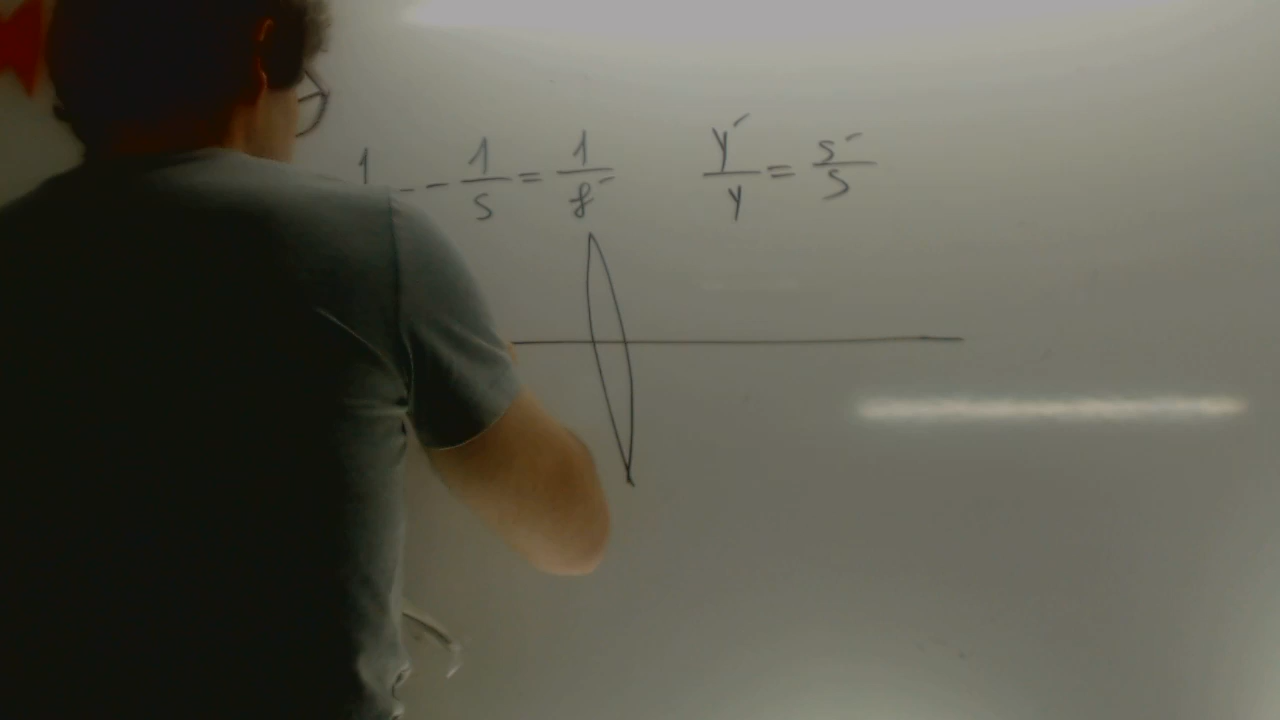 1/ - 1/s = 1/f′ y′/y = s′/s